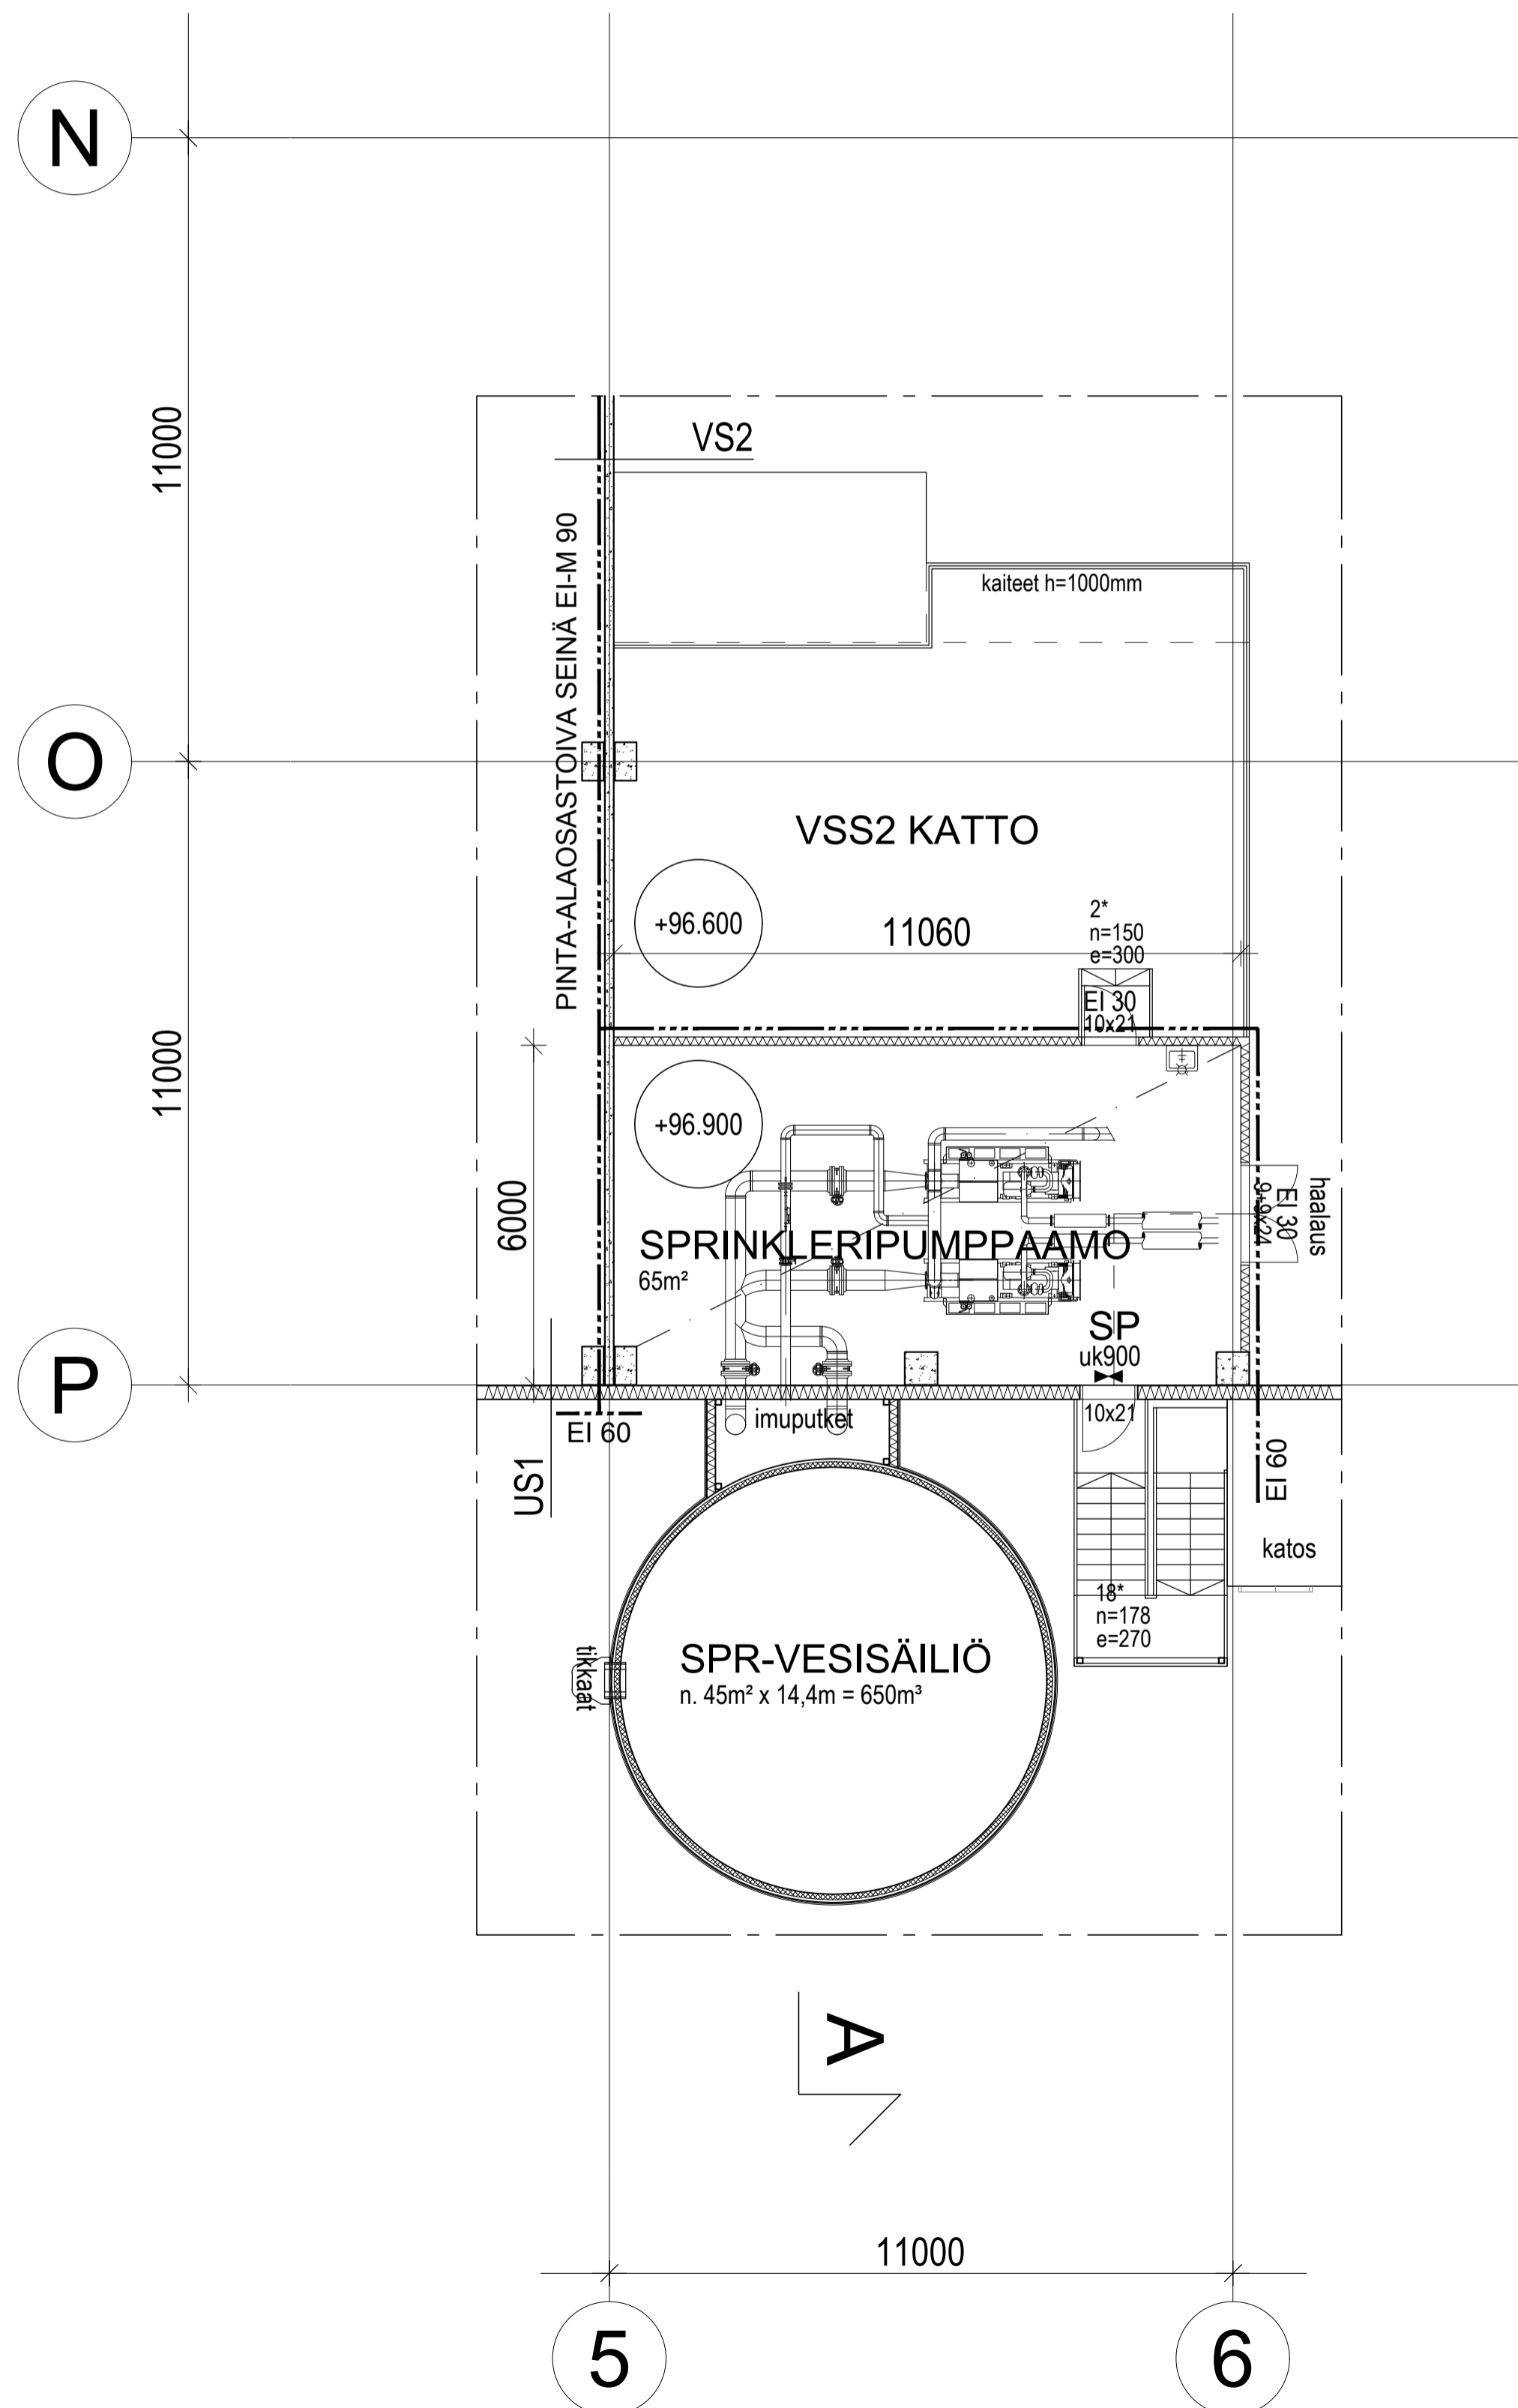 N
11000
VS2
PINTA-ALAOSASTOIVA SEINÄ EI-M 90
kaiteet h=1000mm
O
VSS2 KATTO
+96.600
11060
2*
n=150
e=300
EI 30
10x21
11000
+96.900
6000
SPRINKLERIPUMPPAAMO
65m²
haalaus
EI 30
9+9x24
SP
uk900
P
EI 60
US1
imuputket
10x21
EI 60
katos
18*
n=178
e=270
tikkaat
SPR-VESISÄILIÖ
n. 45m² x 14,4m = 650m³
A
11000
5
6